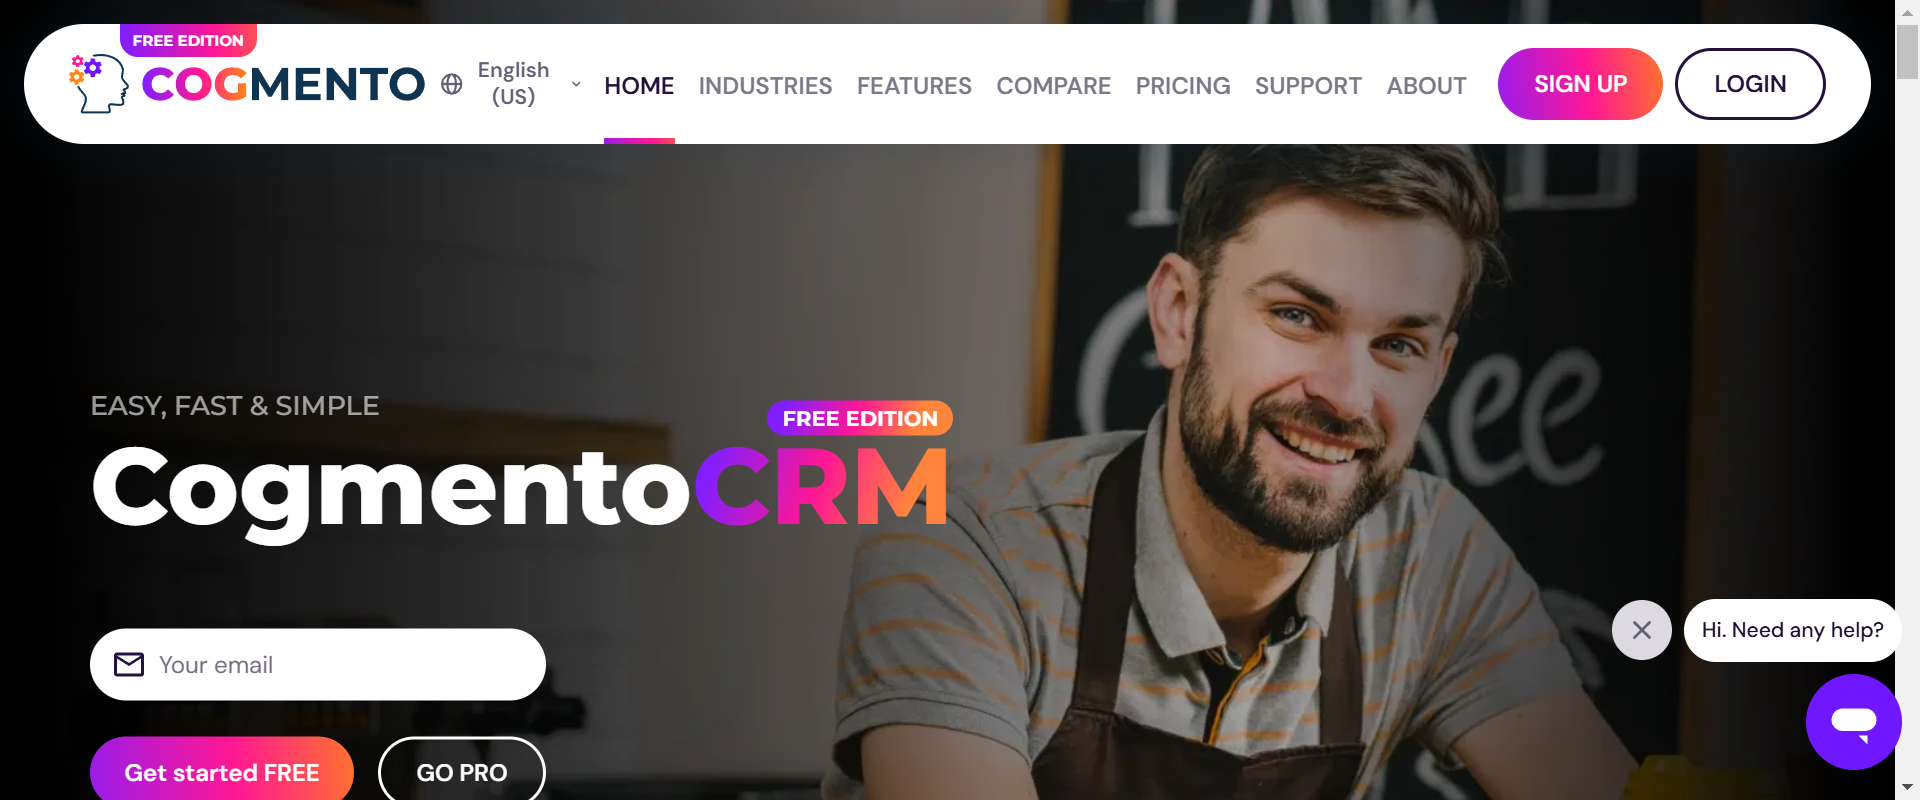 FREE EDITION
COGMENTO
English
(US)
HOME
INDUSTRIES
FEATURES
COMPARE
PRICING
SUPPORT
ABOUT
SIGN UP
LOGIN
EASY, FAST & SIMPLE
FREE EDITION
CogmentoCRM
Your email
Get started FREE
GO PRO
Hi. Need any help?